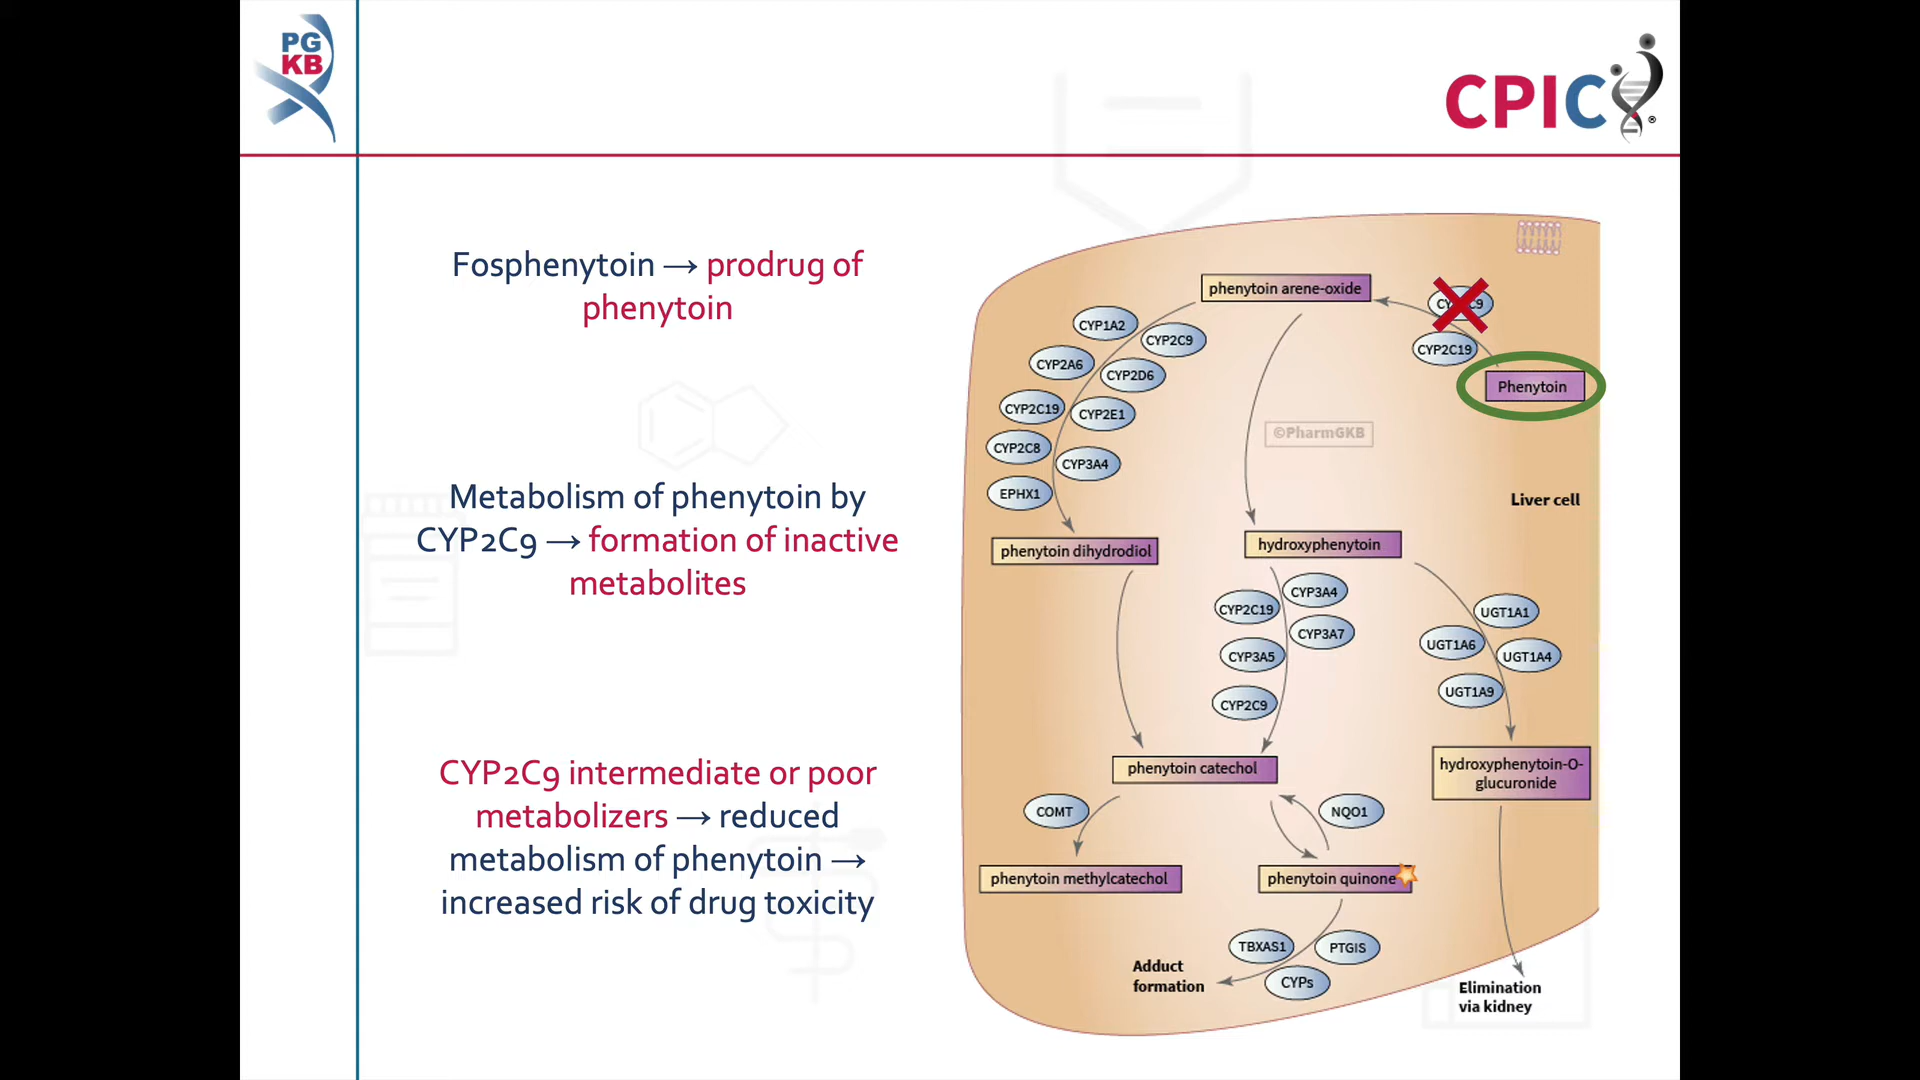 PG
KB
CPIC®
Fosphenytoin → prodrug of
phenytoin
Metabolism of phenytoin by
CYP2C9 → formation of inactive
metabolites
CYP2C9 intermediate or poor
metabolizers → reduced
metabolism of phenytoin →
increased risk of drug toxicity
phenytoin arene-oxide
CYP2C19
Phenytoin
CYP1A2
CYP2C9
CYP2A6
CYP2D6
CYP2C19
CYP2E1
CYP2C8
CYP3A4
EPHX1
©PharmGKB
Liver cell
phenytoin dihydrodiol
hydroxyphenytoin
CYP2C19
CYP3A4
CYP3A7
CYP3A5
CYP2C9
UGT1A1
UGT1A6
UGT1A4
UGT1A9
phenytoin catechol
hydroxyphenytoin-O-
glucuronide
COMT
NQO1
phenytoin methylcatechol
phenytoin quinone
TBXAS1
PTGIS
CYPs
Adduct
formation
Elimination
via kidney